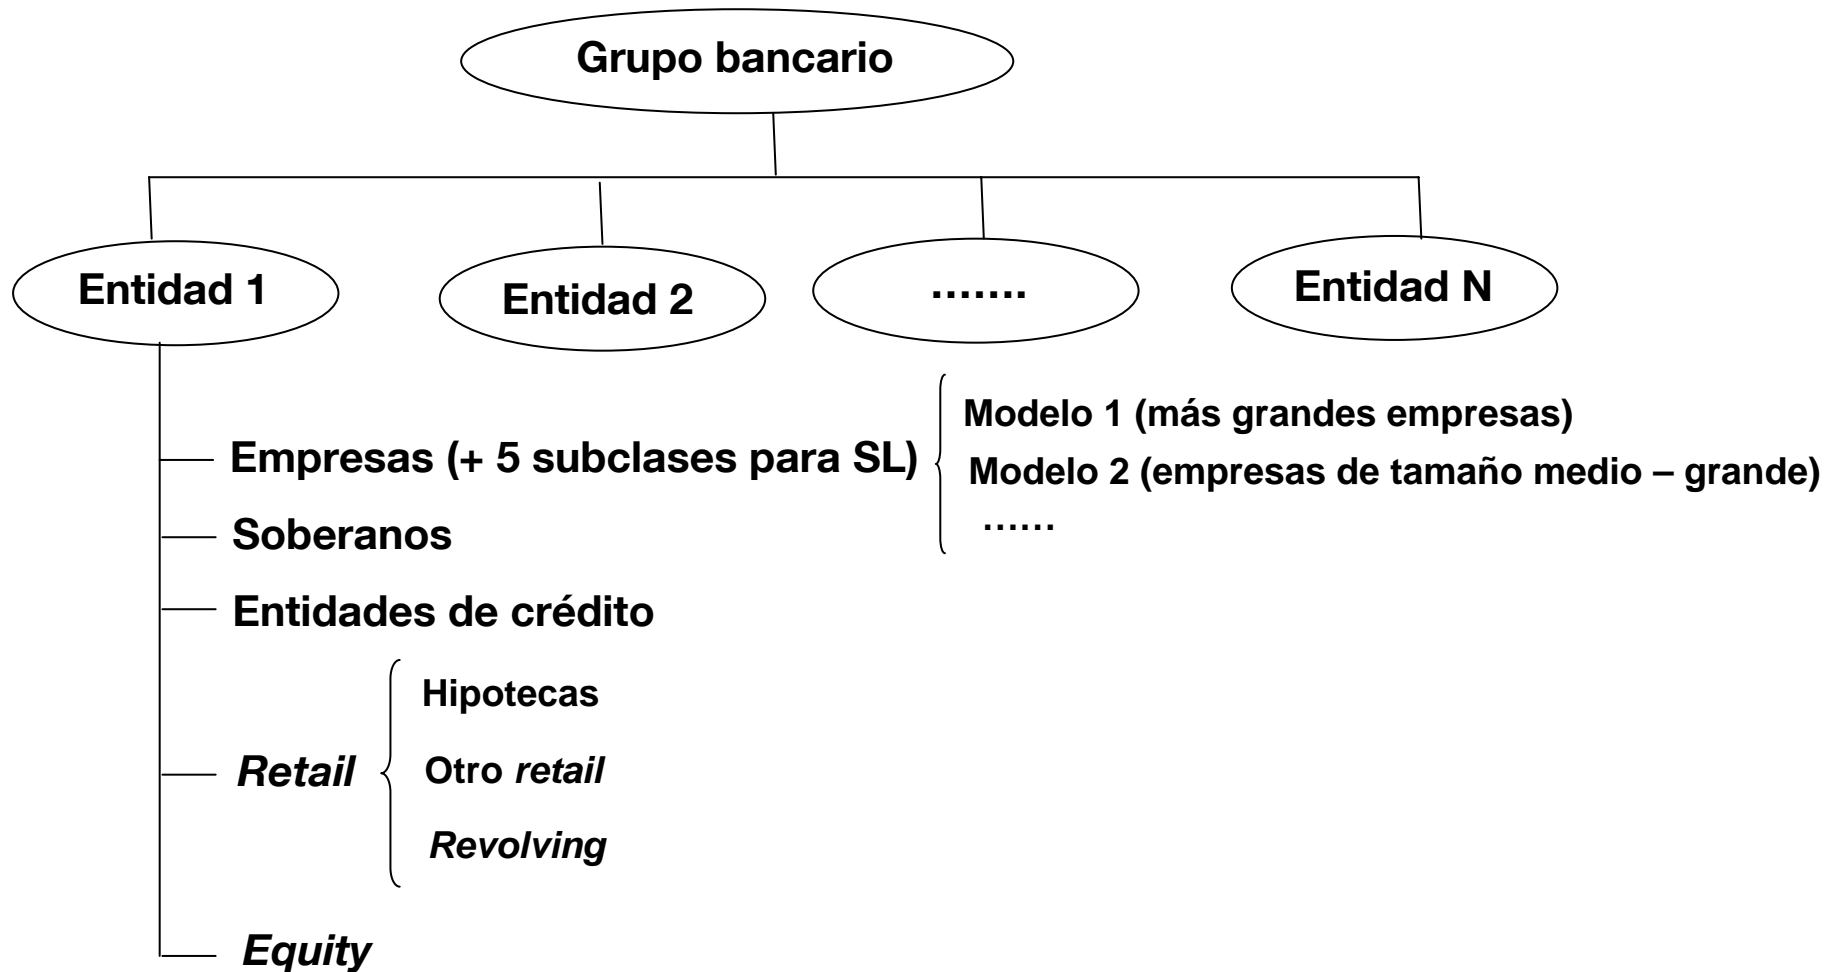 Grupo bancario
Entidad 1
Entidad 2
.......
Entidad N
Empresas (+ 5 subclases para SL)
Modelo 1 (más grandes empresas)
Modelo 2 (empresas de tamaño medio – grande)
......
Soberanos
Entidades de crédito
Retail
Hipotecas
Otro retail
Revolving
Equity